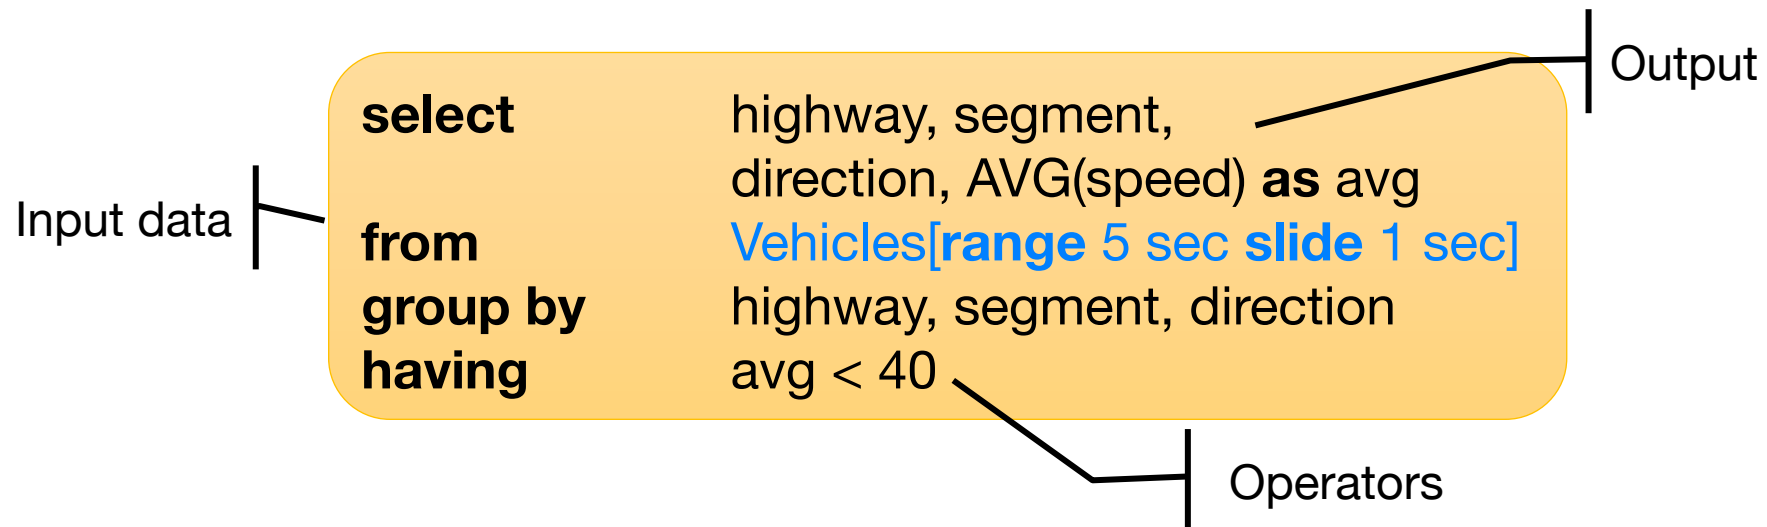 Output
select highway, segment,
direction, AVG(speed) as avg
Input data
from Vehicles[range 5 sec slide 1 sec]
group by highway, segment, direction
having avg < 40
Operators